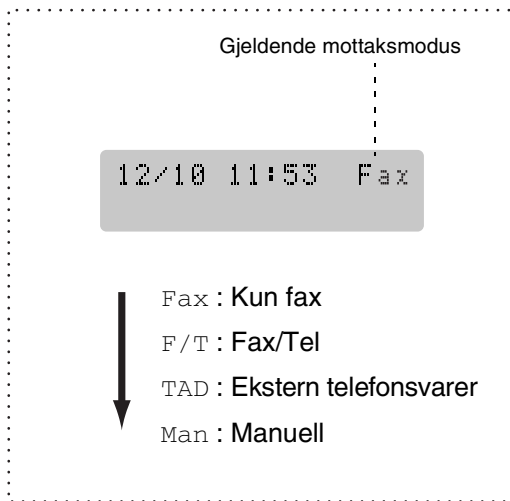 Gjeldende mottaksmodus
12/10 11:53 Fax
Fax : Kun fax
F/T : Fax/Tel
TAD : Ekstern telefonsvarer
Man : Manuell